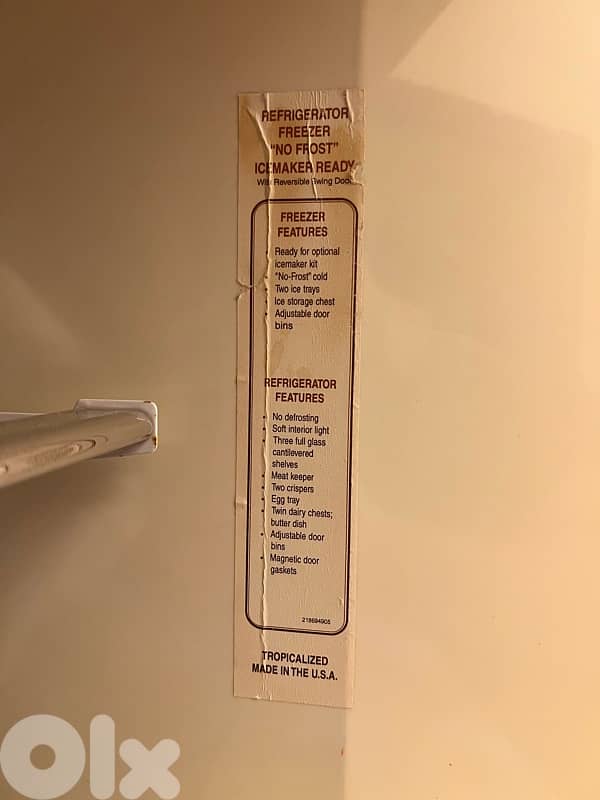 REFRIGERATOR
FREEZER
"NO FROST"
ICEMAKER READY
With Reversible Swing Door
FREEZER
FEATURES
Ready for optional
icemaker kit
"No-Frost" cold
Two ice trays
• Ice storage chest
• Adjustable door
bins
REFRIGERATOR
FEATURES
• No defrosting
• Soft interior light
• Three full glass
cantilevered
shelves
• Meat keeper
• Two crispers
• Egg tray
• Twin dairy chests;
butter dish
• Adjustable door
bins
• Magnetic door
gaskets
218694905
TROPICALIZED
MADE IN THE U.S.A.
OLX